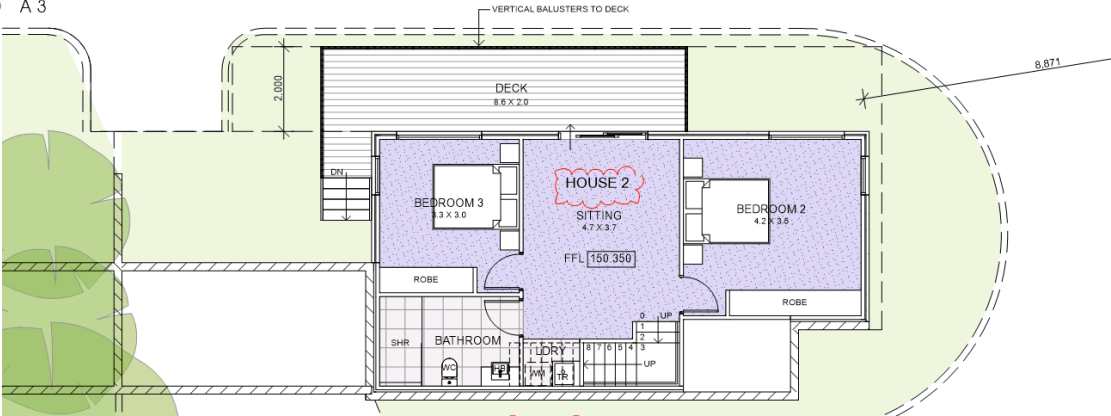 A 3
VERTICAL BALUSTERS TO DECK
8,871
2,000
DECK
8.6 X 2.0
DN
HOUSE 2
BEDROOM 3
3.3 X 3.0
SITTING
4.7 X 3.7
BEDROOM 2
4.2 X 3.5
FFL 150.350
ROBE
ROBE
0 UP
1
2
SHR
BATHROOM
LDRY
8 7 6 5 4 3
UP
WC
HB
WM
TR